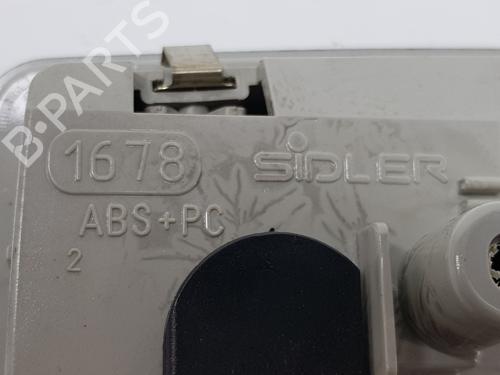 B-PARTS
1678 SiDLER
ABS+PC
2